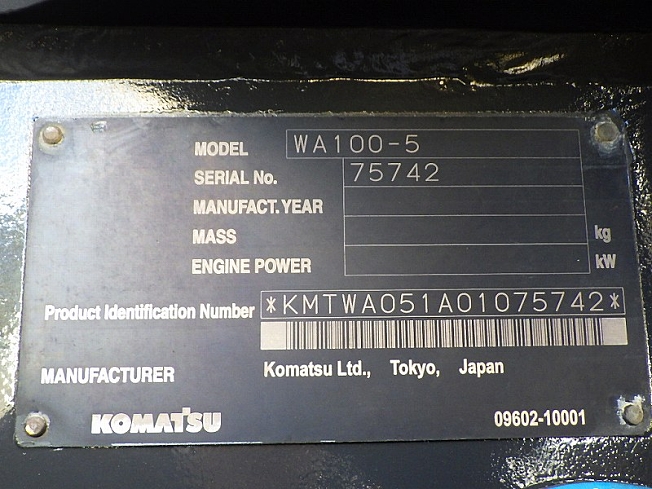 MODEL WA100-5
SERIAL No. 75742
MANUFACT. YEAR
MASS kg
ENGINE POWER kW
Product Identification Number *KMTWA051A01075742*
MANUFACTURER Komatsu Ltd., Tokyo, Japan
KOMATSU 09602-10001